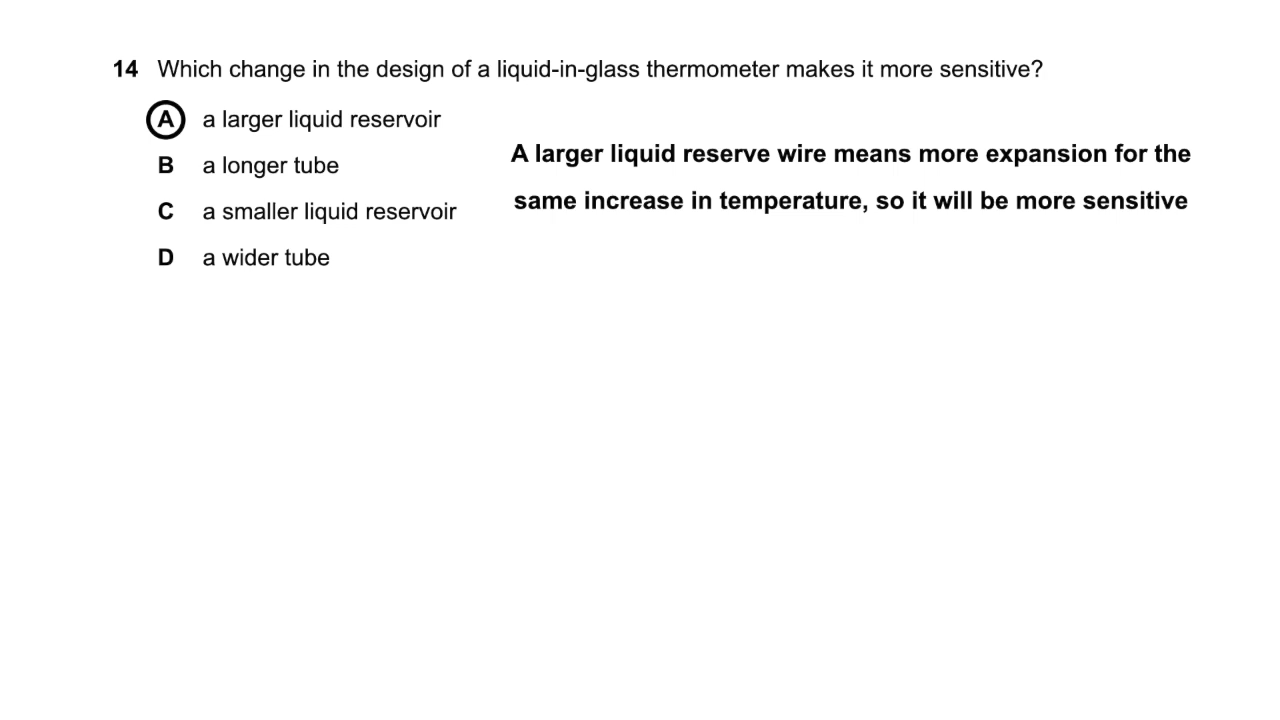 14 Which change in the design of a liquid-in-glass thermometer makes it more sensitive?
A a larger liquid reservoir
B a longer tube
C a smaller liquid reservoir
D a wider tube
A larger liquid reserve wire means more expansion for the
same increase in temperature, so it will be more sensitive